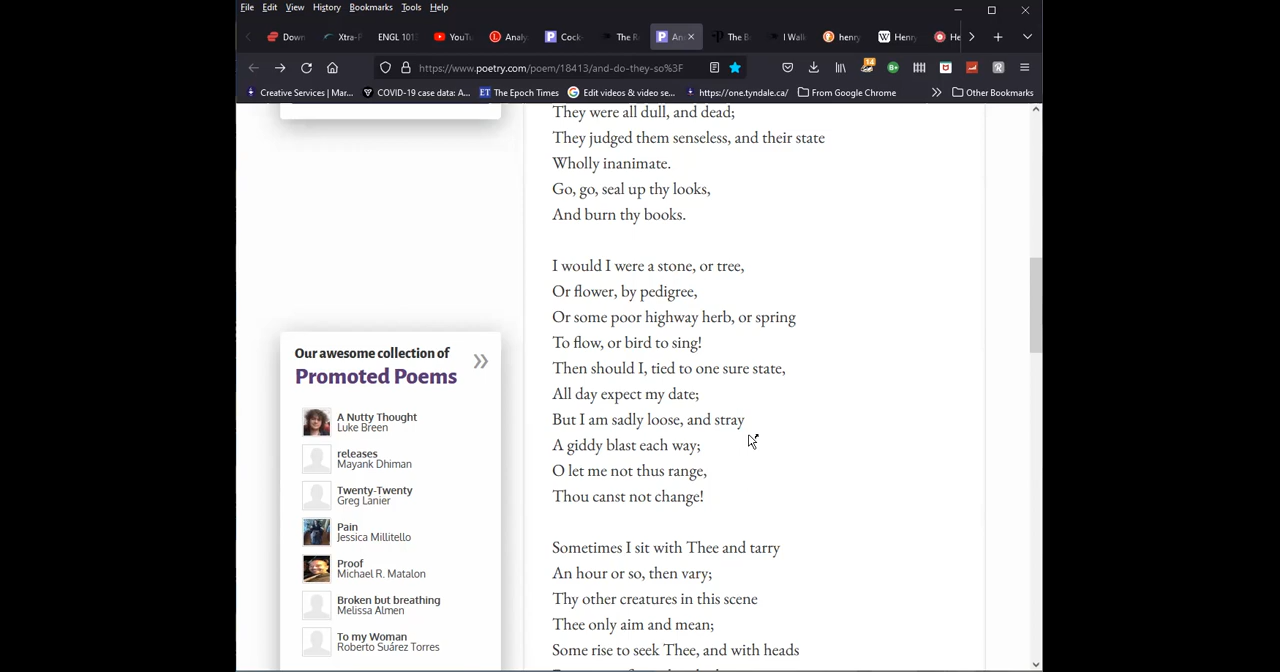 File Edit View History Bookmarks Tools Help
Down Xtra-F ENGL 101 YouTu Analy Cock The R An The B I Walk henry Henry He
https://www.poetry.com/poem/18413/and-do-they-so%3F 14
Creative Services | Mar... COVID-19 case data: A... ET The Epoch Times Edit videos & video se... https://one.tyndale.ca/ From Google Chrome Other Bookmarks
They were all dull, and dead;
They judged them senseless, and their state
Wholly inanimate.
Go, go, seal up thy looks,
And burn thy books.
I would I were a stone, or tree,
Or flower, by pedigree,
Or some poor highway herb, or spring
To flow, or bird to sing!
Then should I, tied to one sure state,
All day expect my date;
But I am sadly loose, and stray
A giddy blast each way;
O let me not thus range,
Thou canst not change!
Sometimes I sit with Thee and tarry
An hour or so, then vary;
Thy other creatures in this scene
Thee only aim and mean;
Some rise to seek Thee, and with heads
Our awesome collection of
Promoted Poems
A Nutty Thought
Luke Breen
releases
Mayank Dhiman
Twenty-Twenty
Greg Lanier
Pain
Jessica Millitello
Proof
Michael R. Matalon
Broken but breathing
Melissa Almen
To my Woman
Roberto Suárez Torres